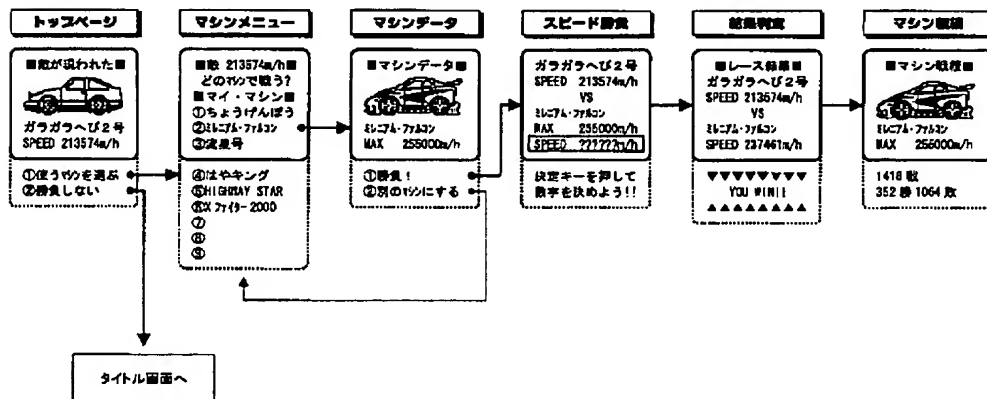 トップページ
■敵が現われた■
ガラガラへび2号
SPEED 213574m/h
①使うマシンを選ぶ
②勝負しない
タイトル画面へ
マシンメニュー
■敵 213574m/h
どのマシンで戦う?
■マイ・マシン■
①ちょうげんぼう
②ミレニアム・ファルコン
③流星号
④はやキング
⑤HIGHWAY STAR
⑥Xファイター2000
⑦
⑧
⑨
マシンデータ
■マシンデータ■
ミレニアム・ファルコン
MAX 255000m/h
①勝負!
②別のマシンにする
スピード勝負
ガラガラへび2号
SPEED 213574m/h
VS
ミレニアム・ファルコン
MAX 255000m/h
SPEED ??????m/h
決定キーを押して
数字を決めよう!!
結果判定
■レース結果■
ガラガラへび2号
SPEED 213574m/h
VS
ミレニアム・ファルコン
SPEED 237461m/h
▼▼▼▼▼▼▼▼
YOU WIN!!
▲▲▲▲▲▲▲▲
マシン戦績
■マシン戦歴■
ミレニアム・ファルコン
MAX 255000m/h
1418 戦
352 勝 1064 敗